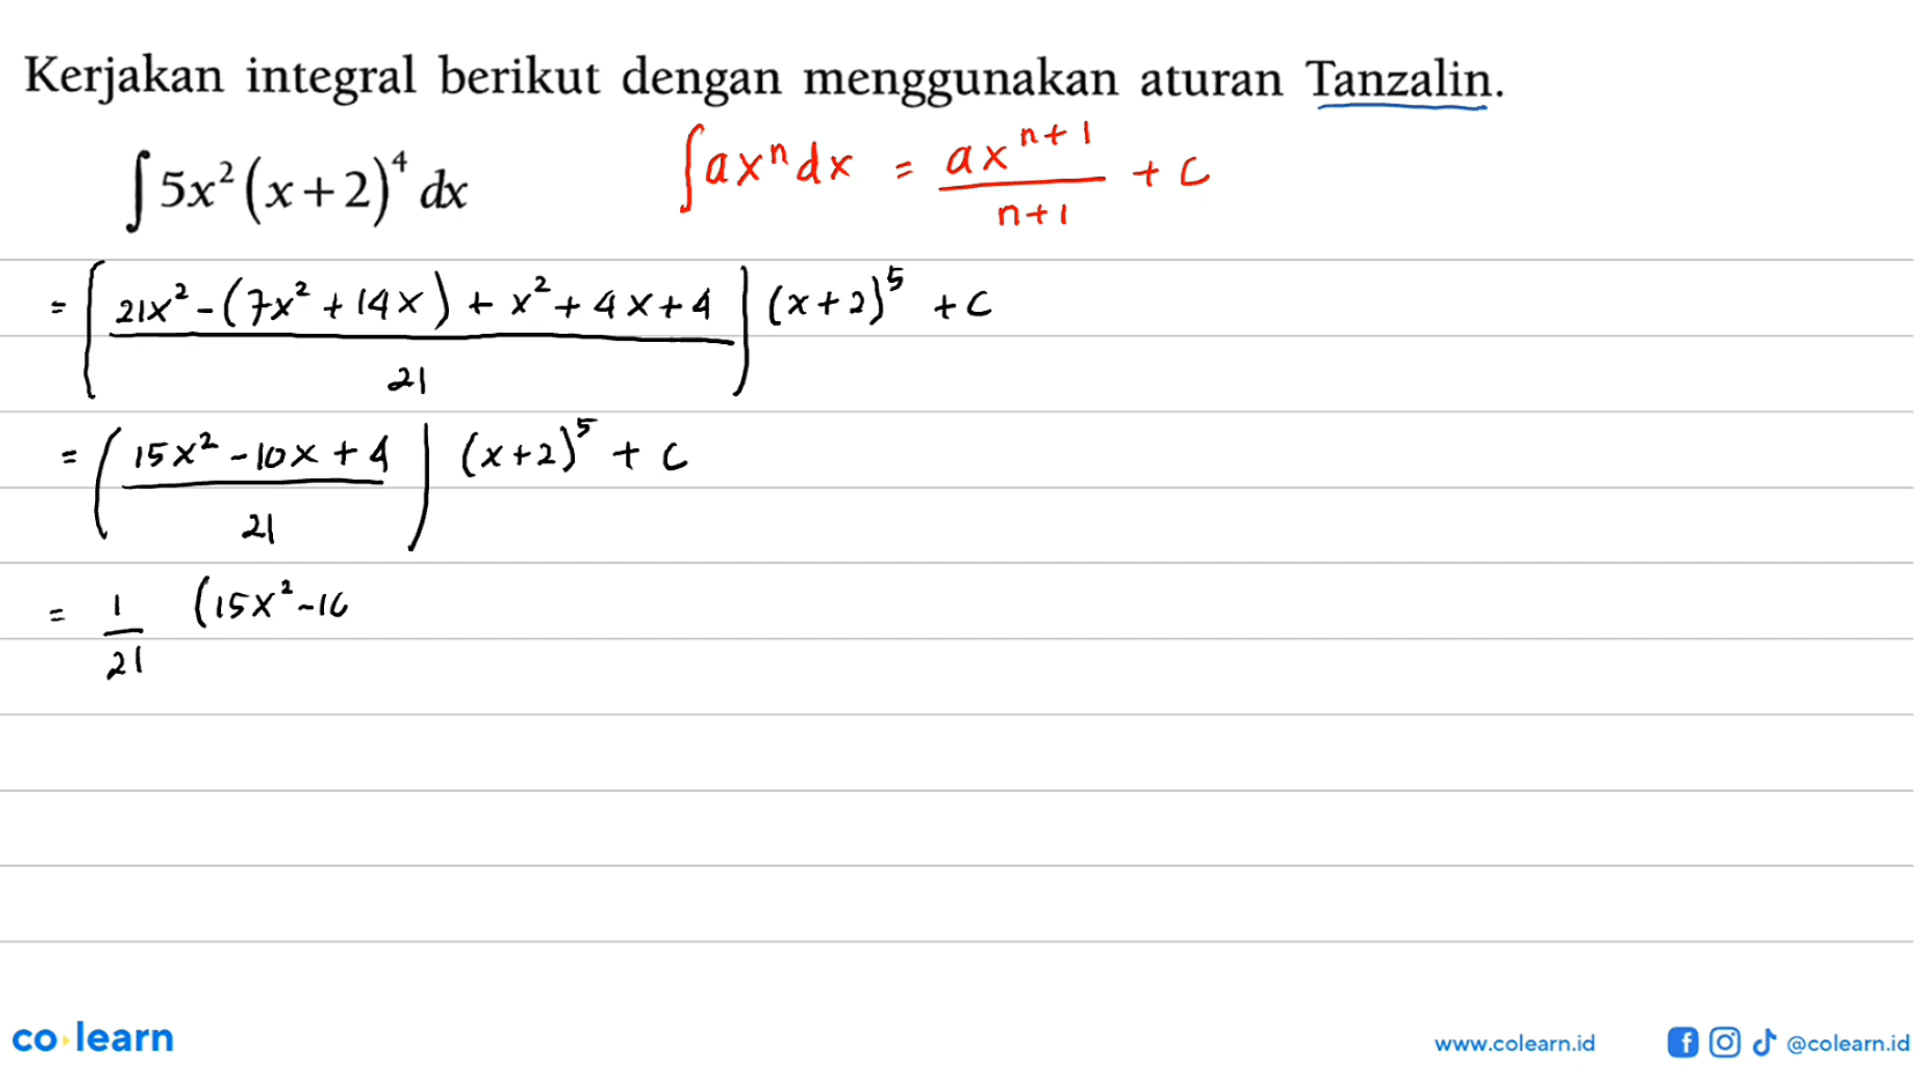 Kerjakan integral berikut dengan menggunakan aturan Tanzalin.
∫5x²(x+2)⁴ dx
∫axⁿdx = ax^(n+1)/(n+1) + c
= ((21x² - (7x² + 14x) + x² + 4x + 4)/21) (x+2)⁵ + c
= ((15x² - 10x + 4)/21) (x+2)⁵ + c
= 1/21 (15x² - 10
co learn
www.colearn.id @colearn.id